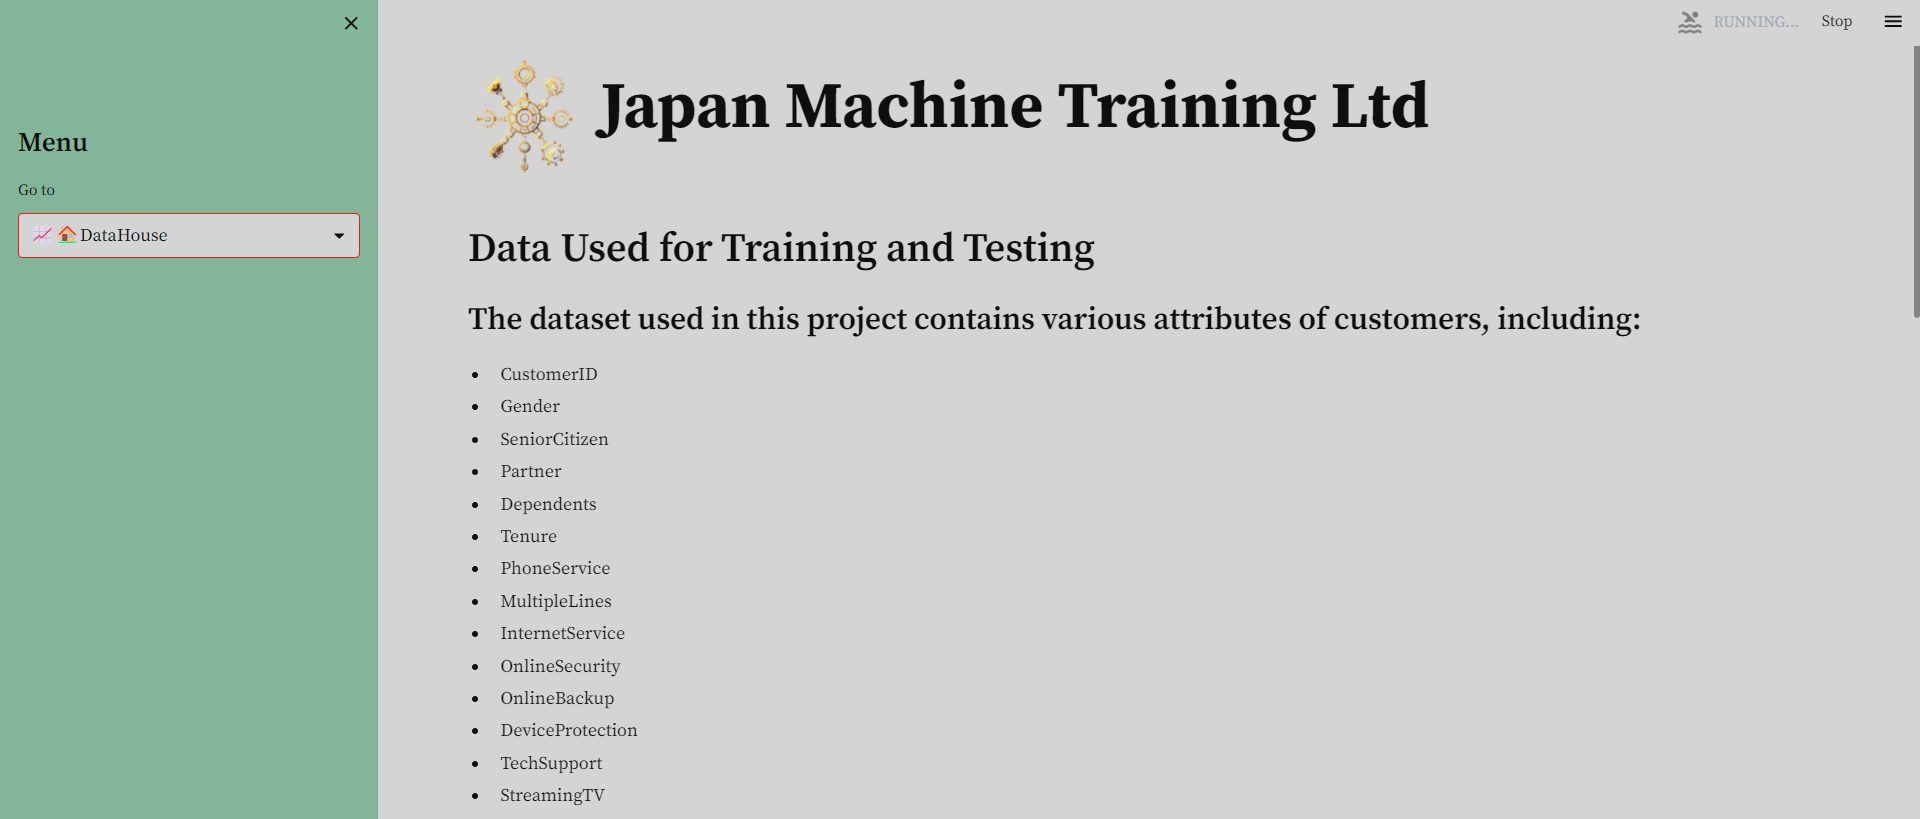 RUNNING...
Stop
Japan Machine Training Ltd
Menu
Go to
DataHouse
Data Used for Training and Testing
The dataset used in this project contains various attributes of customers, including:
CustomerID
Gender
SeniorCitizen
Partner
Dependents
Tenure
PhoneService
MultipleLines
InternetService
OnlineSecurity
OnlineBackup
DeviceProtection
TechSupport
StreamingTV